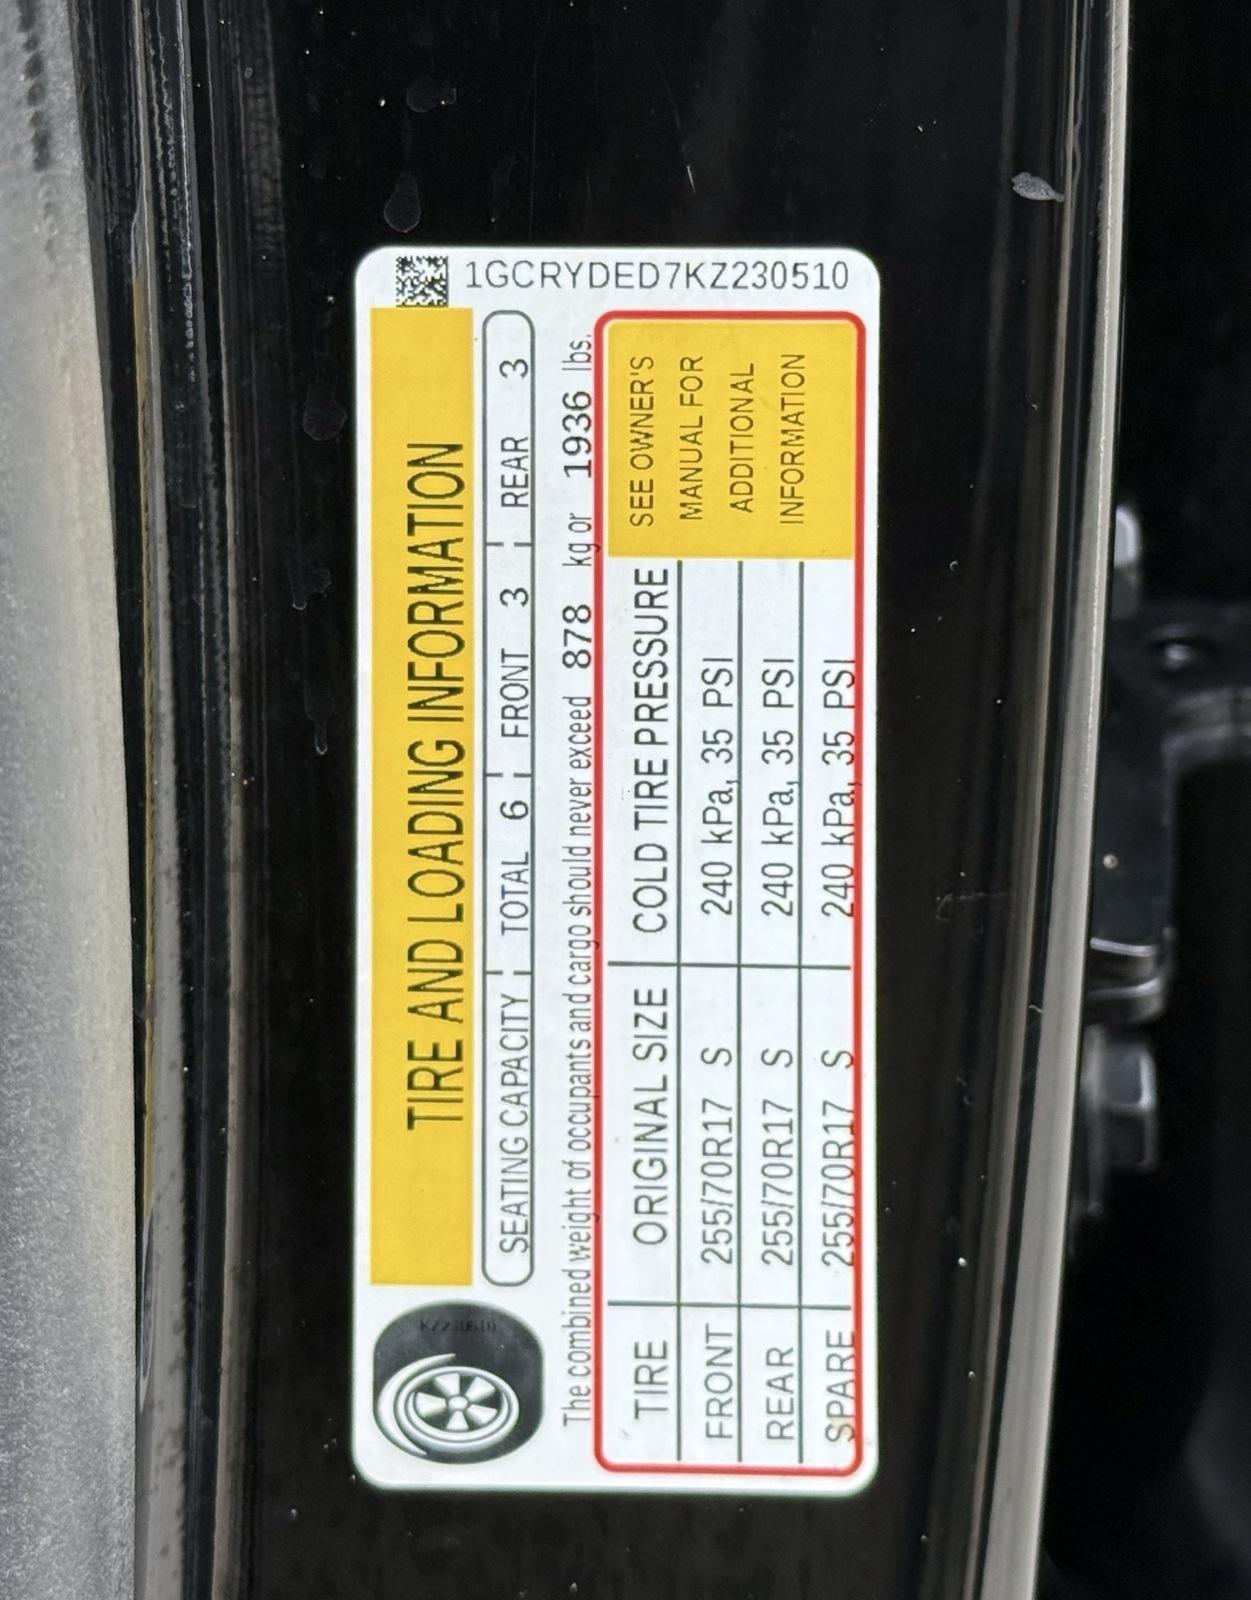 1GCRYDED7KZ230510
TIRE AND LOADING INFORMATION
SEATING CAPACITY TOTAL 6 FRONT 3 REAR 3
The combined weight of occupants and cargo should never exceed 878 kg or 1936 lbs.
TIRE ORIGINAL SIZE COLD TIRE PRESSURE
FRONT 255/70R17 S 240 kPa, 35 PSI
REAR 255/70R17 S 240 kPa, 35 PSI
SPARE 255/70R17 S 240 kPa, 35 PSI
SEE OWNER'S
MANUAL FOR
ADDITIONAL
INFORMATION
KZ230510